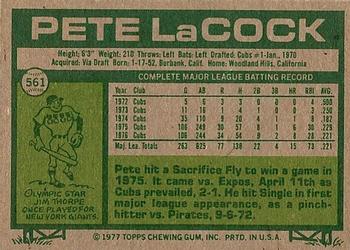 PETE LaCOCK
561
Height: 6'3" Weight: 210 Throws: Left Bats: Left Drafted: Cubs #1-Jan., 1970
Acquired: Via Draft Born: 1-17-52, Burbank, Calif. Home: Woodland Hills, California
COMPLETE MAJOR LEAGUE BATTING RECORD
Year Club G AB R H 2B 3B HR RBI AVG.
1972 Cubs 5 6 3 3 0 0 0 4 .500
1973 Cubs 11 16 1 4 1 0 0 3 .250
1974 Cubs 35 110 9 20 4 1 1 8 .182
1975 Cubs 106 249 30 57 8 1 6 30 .229
1976 Cubs 106 244 34 54 9 2 8 28 .221
Maj. Lea. Totals 263 625 77 138 22 4 15 73 .221
OLYMPIC STAR
JIM THORPE
ONCE PLAYED FOR
NEW YORK GIANTS.
Pete hit a Sacrifice Fly to win a game in
1975. It came vs. Expos, April 11th as
Cubs prevailed, 2-1. He hit Single in first
major league appearance, as a pinch-
hitter vs. Pirates, 9-6-72.
© 1977 TOPPS CHEWING GUM, INC. PRTD. IN U.S.A.